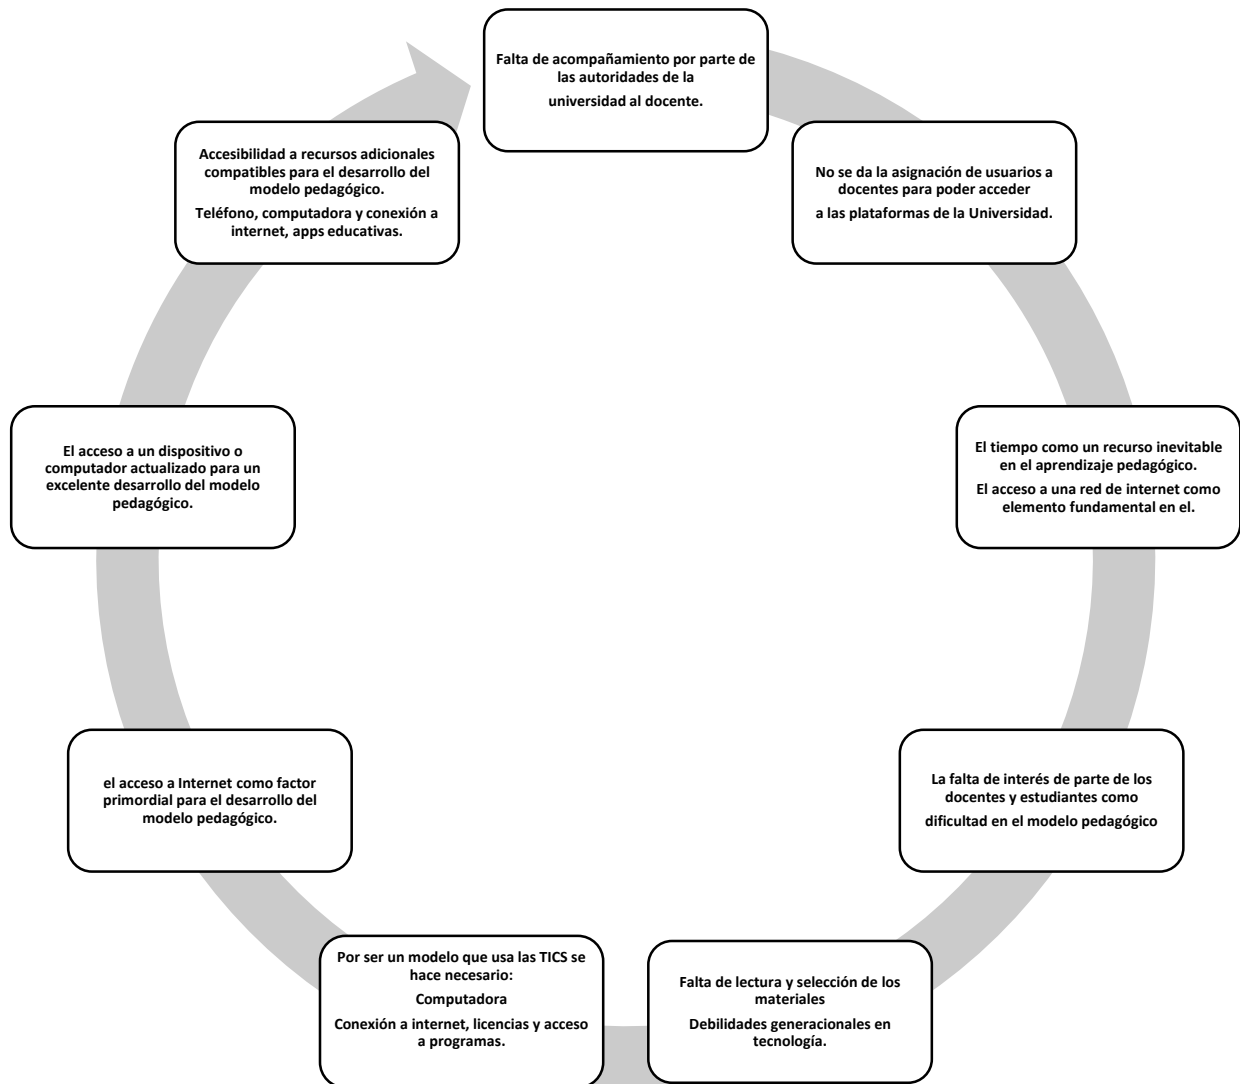 Falta de acompañamiento por parte de
las autoridades de la
universidad al docente.
No se da la asignación de usuarios a
docentes para poder acceder
a las plataformas de la Universidad.
El tiempo como un recurso inevitable
en el aprendizaje pedagógico.
El acceso a una red de internet como
elemento fundamental en el.
La falta de interés de parte de los
docentes y estudiantes como
dificultad en el modelo pedagógico
Falta de lectura y selección de los
materiales
Debilidades generacionales en
tecnología.
Por ser un modelo que usa las TICS se
hace necesario:
Computadora
Conexión a internet, licencias y acceso
a programas.
el acceso a Internet como factor
primordial para el desarrollo del
modelo pedagógico.
El acceso a un dispositivo o
computador actualizado para un
excelente desarrollo del modelo
pedagógico.
Accesibilidad a recursos adicionales
compatibles para el desarrollo del
modelo pedagógico.
Teléfono, computadora y conexión a
internet, apps educativas.